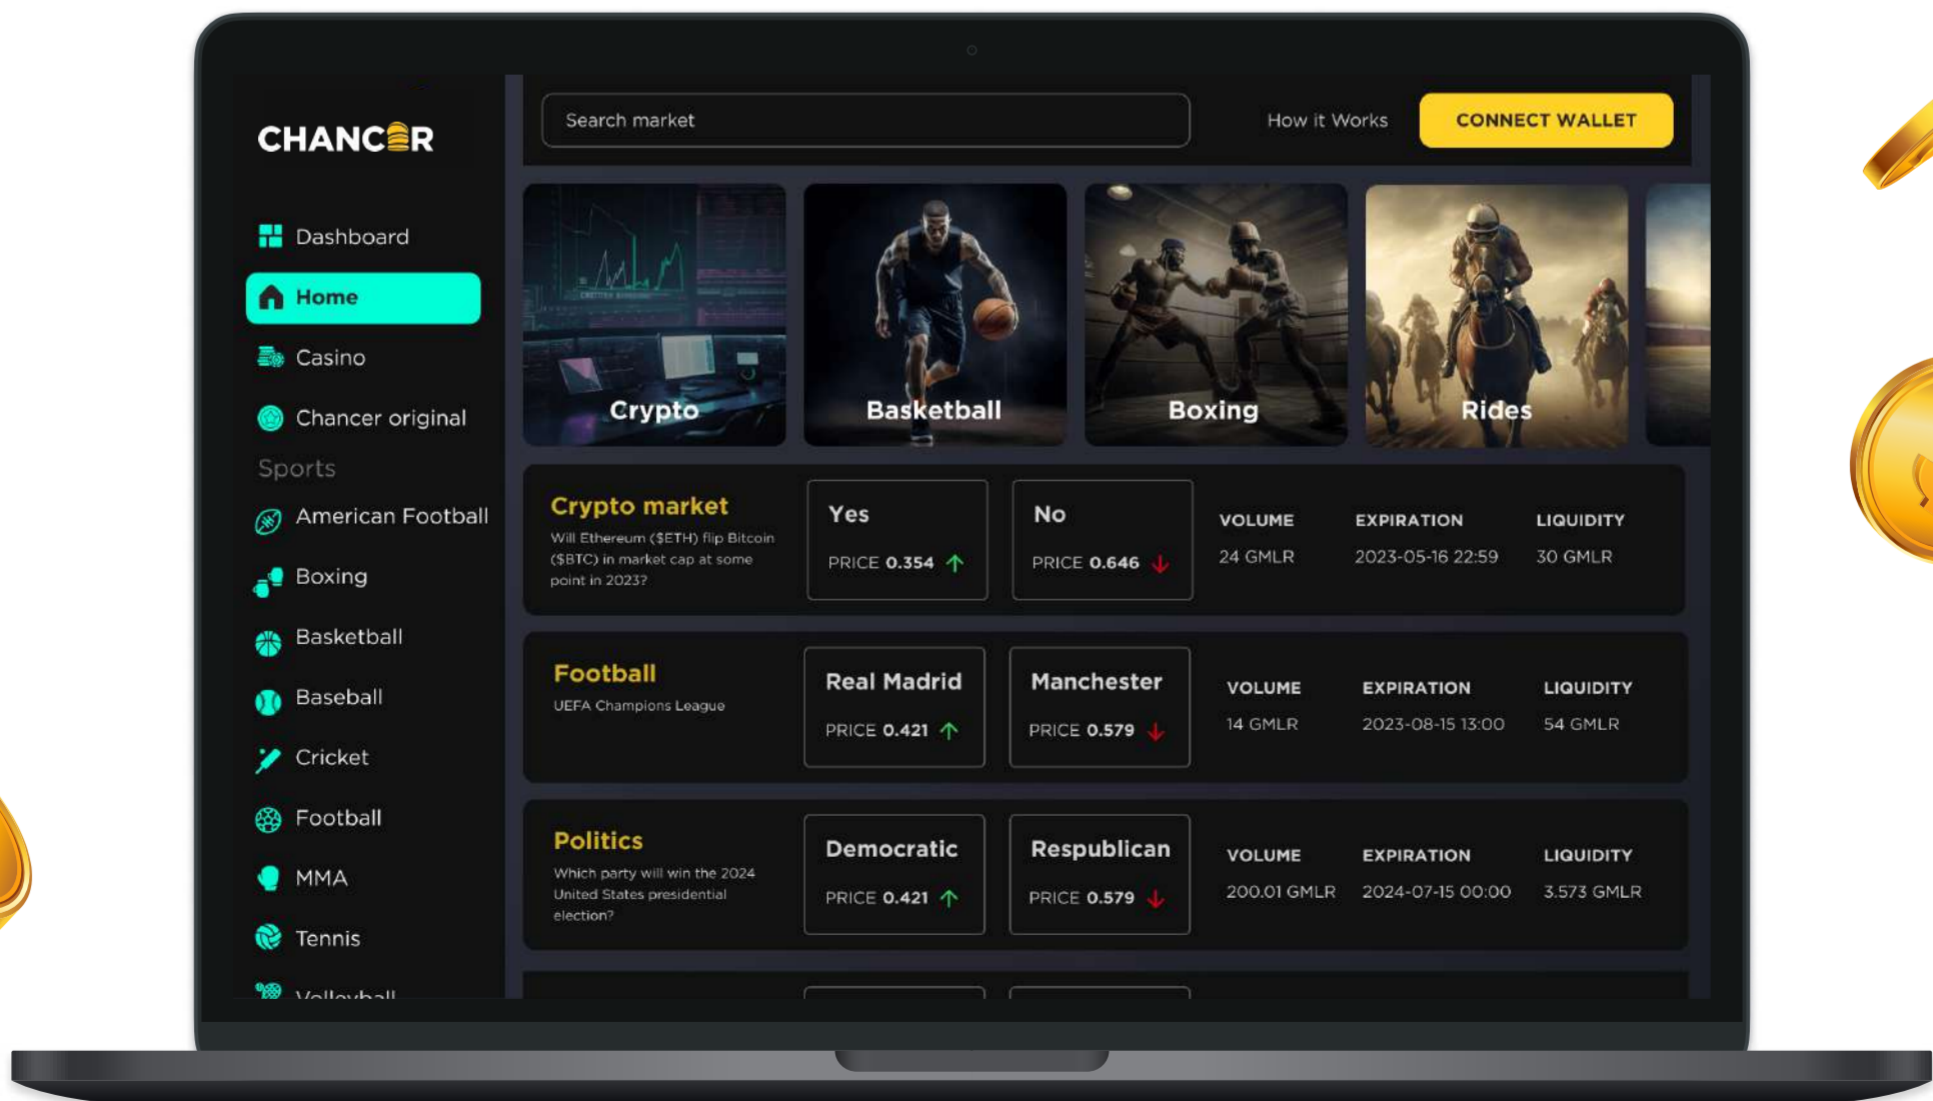 CHANCER
Search market
How it Works
CONNECT WALLET
Dashboard
Home
Casino
Chancer original
Sports
American Football
Boxing
Basketball
Baseball
Cricket
Football
MMA
Tennis
Volleyball
Crypto
Basketball
Boxing
Rides
Crypto market
Will Ethereum ($ETH) flip Bitcoin
($BTC) in market cap at some
point in 2023?
Yes
PRICE 0.354
No
PRICE 0.646
VOLUME
24 GMLR
EXPIRATION
2023-05-16 22:59
LIQUIDITY
30 GMLR
Football
UEFA Champions League
Real Madrid
PRICE 0.421
Manchester
PRICE 0.579
VOLUME
14 GMLR
EXPIRATION
2023-08-15 13:00
LIQUIDITY
54 GMLR
Politics
Which party will win the 2024
United States presidential
election?
Democratic
PRICE 0.421
Respublican
PRICE 0.579
VOLUME
200.01 GMLR
EXPIRATION
2024-07-15 00:00
LIQUIDITY
3.573 GMLR